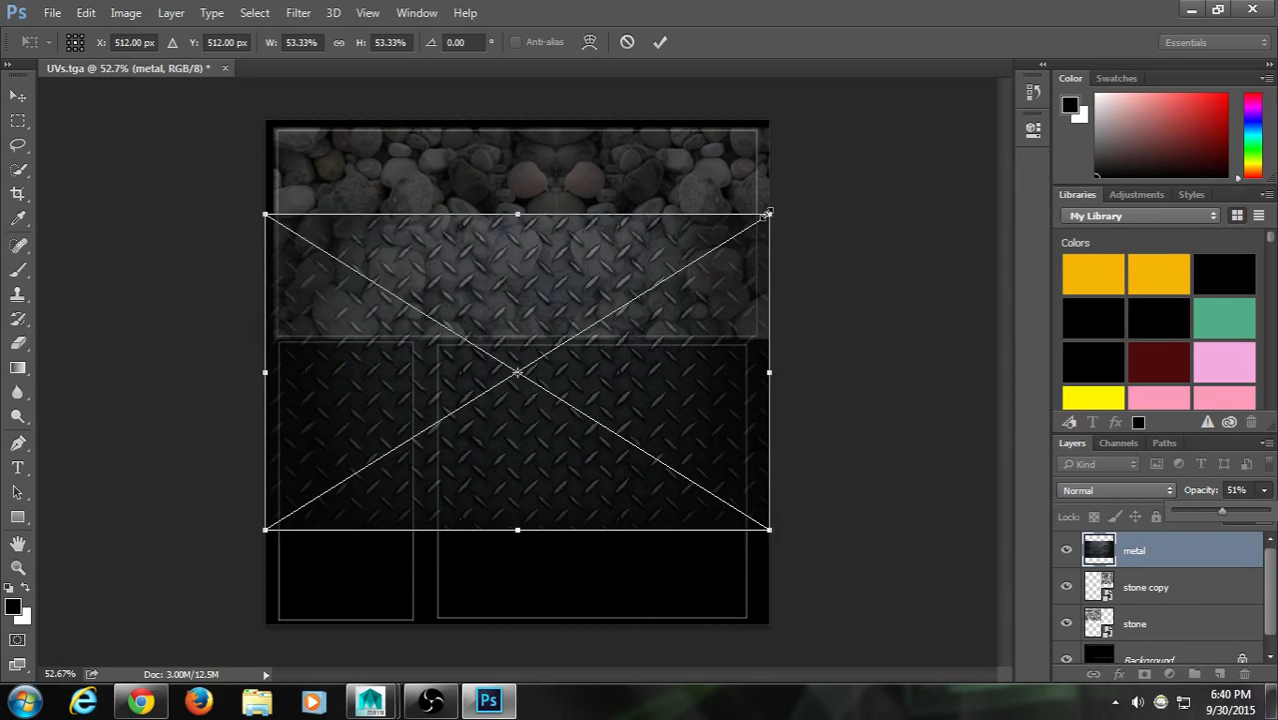 Ps File Edit Image Layer Type Select Filter 3D View Window Help
X: 512.00 px Y: 512.00 px W: 53.33% H: 53.33% 0.00 ° Anti-alias Essentials
UVs.tga @ 52.7% (metal, RGB/8) * ×
Color Swatches
Libraries Adjustments Styles
My Library
Colors
Layers Channels Paths
Kind
Normal Opacity: 51%
Lock:
metal
stone copy
stone
Background
52.67% Doc: 3.00M/12.5M
6:40 PM
9/30/2015